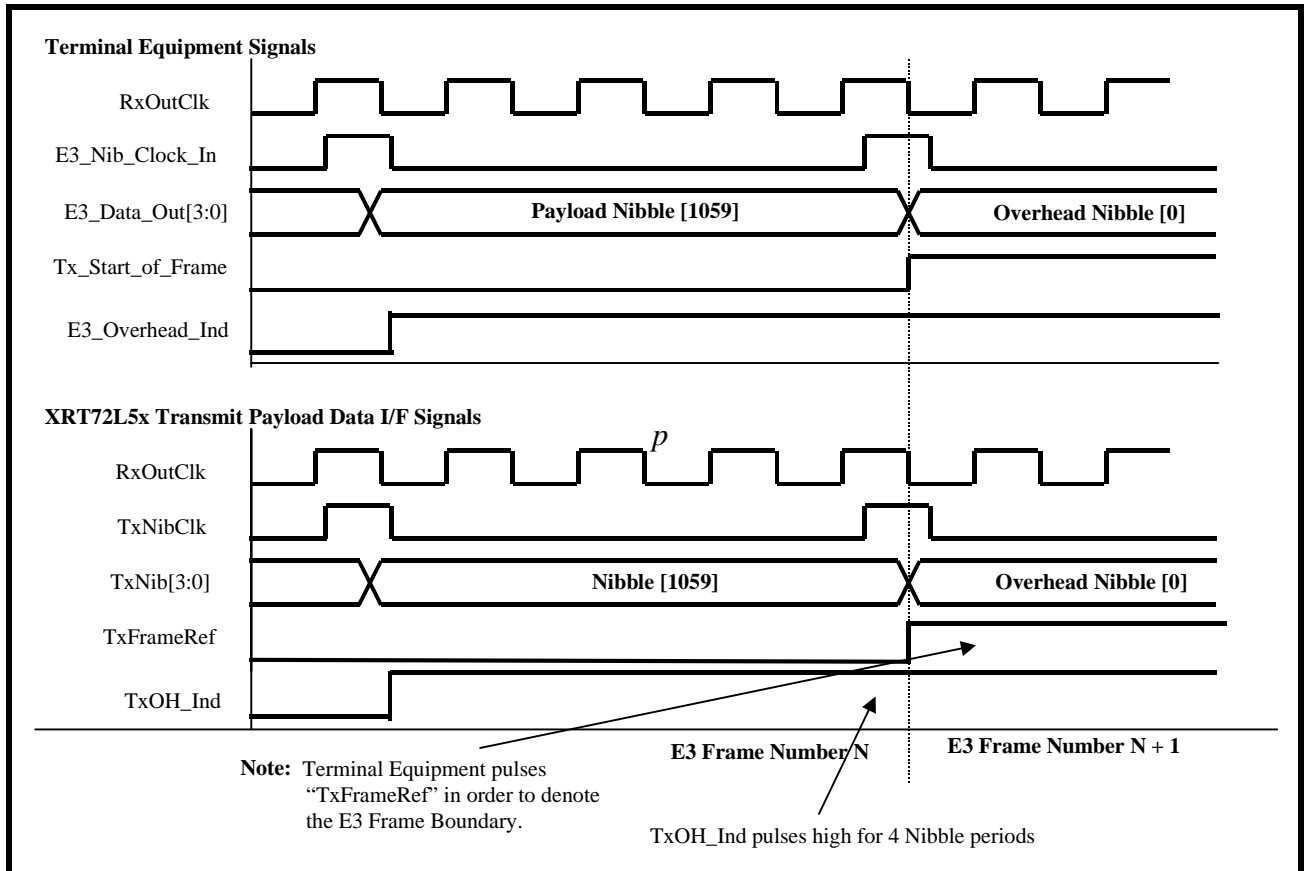 Terminal Equipment Signals
RxOutClk
E3_Nib_Clock_In
E3_Data_Out[3:0]
Payload Nibble [1059]
Overhead Nibble [0]
Tx_Start_of_Frame
E3_Overhead_Ind
XRT72L5x Transmit Payload Data I/F Signals
p
RxOutClk
TxNibClk
TxNib[3:0]
Nibble [1059]
Overhead Nibble [0]
TxFrameRef
TxOH_Ind
E3 Frame Number N
E3 Frame Number N + 1
Note: Terminal Equipment pulses
“TxFrameRef” in order to denote
the E3 Frame Boundary.
TxOH_Ind pulses high for 4 Nibble periods